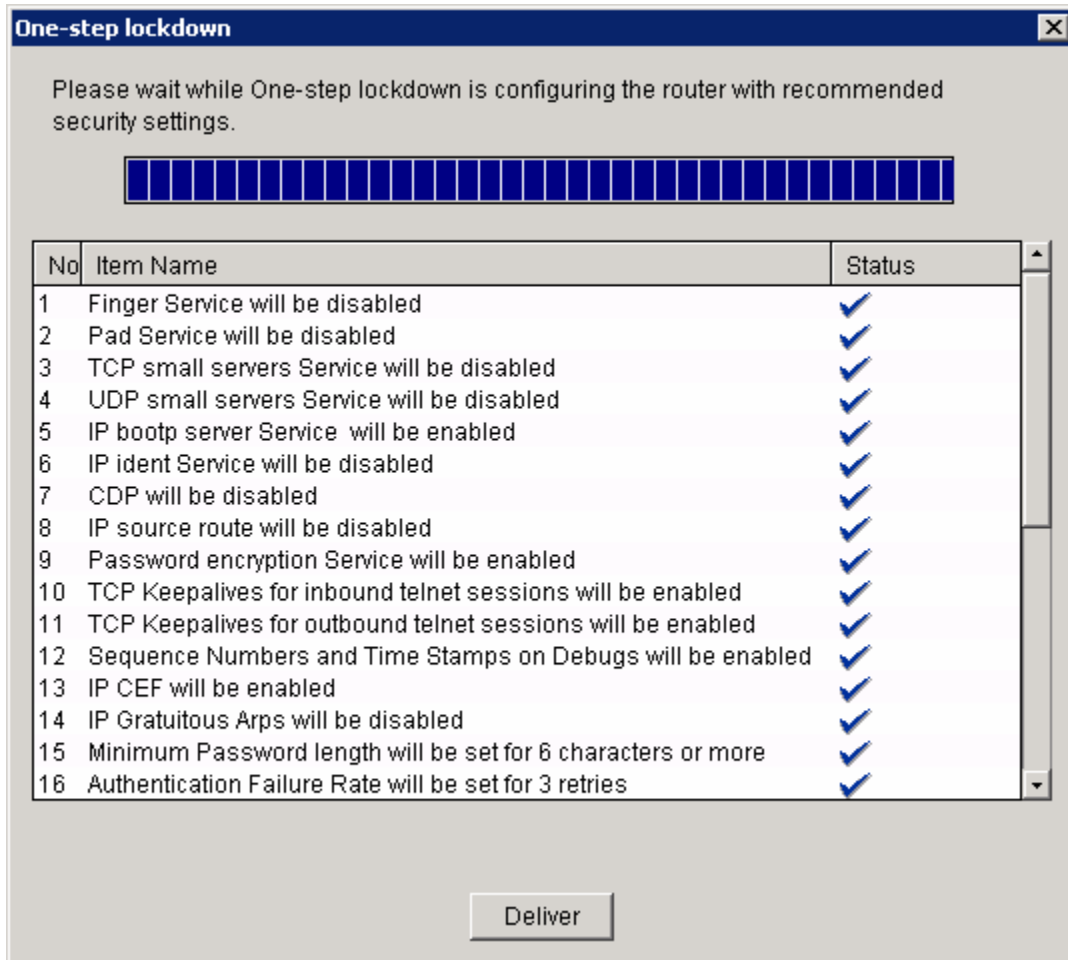 One-step lockdown
Please wait while One-step lockdown is configuring the router with recommended
security settings.
No Item Name Status
1 Finger Service will be disabled
2 Pad Service will be disabled
3 TCP small servers Service will be disabled
4 UDP small servers Service will be disabled
5 IP bootp server Service will be enabled
6 IP ident Service will be disabled
7 CDP will be disabled
8 IP source route will be disabled
9 Password encryption Service will be enabled
10 TCP Keepalives for inbound telnet sessions will be enabled
11 TCP Keepalives for outbound telnet sessions will be enabled
12 Sequence Numbers and Time Stamps on Debugs will be enabled
13 IP CEF will be enabled
14 IP Gratuitous Arps will be disabled
15 Minimum Password length will be set for 6 characters or more
16 Authentication Failure Rate will be set for 3 retries
Deliver